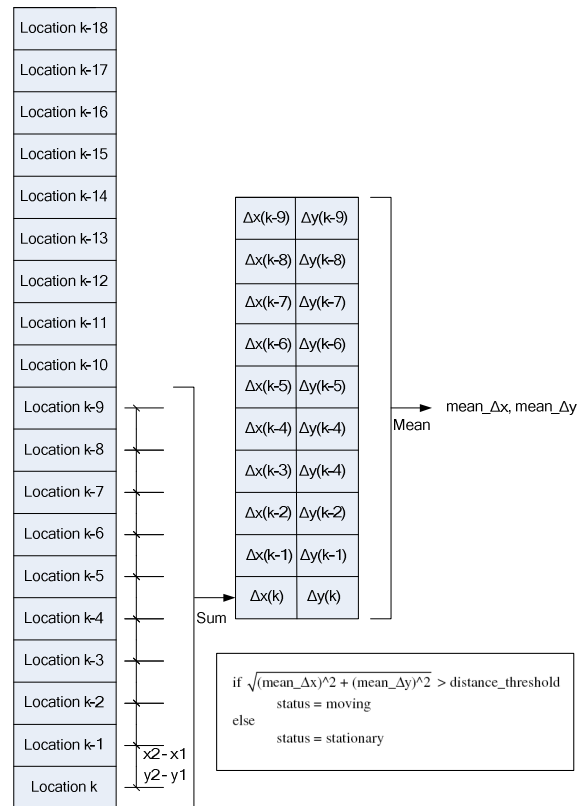 Location k-18
Location k-17
Location k-16
Location k-15
Location k-14
Location k-13
Location k-12
Location k-11
Location k-10
Location k-9
Location k-8
Location k-7
Location k-6
Location k-5
Location k-4
Location k-3
Location k-2
Location k-1
Location k
x2-x1
y2-y1
Sum
Δx(k-9) Δy(k-9)
Δx(k-8) Δy(k-8)
Δx(k-7) Δy(k-7)
Δx(k-6) Δy(k-6)
Δx(k-5) Δy(k-5)
Δx(k-4) Δy(k-4)
Δx(k-3) Δy(k-4)
Δx(k-2) Δy(k-2)
Δx(k-1) Δy(k-1)
Δx(k) Δy(k)
Mean
mean_Δx, mean_Δy
if √(mean_Δx)^2 + (mean_Δy)^2 > distance_threshold
status = moving
else
status = stationary